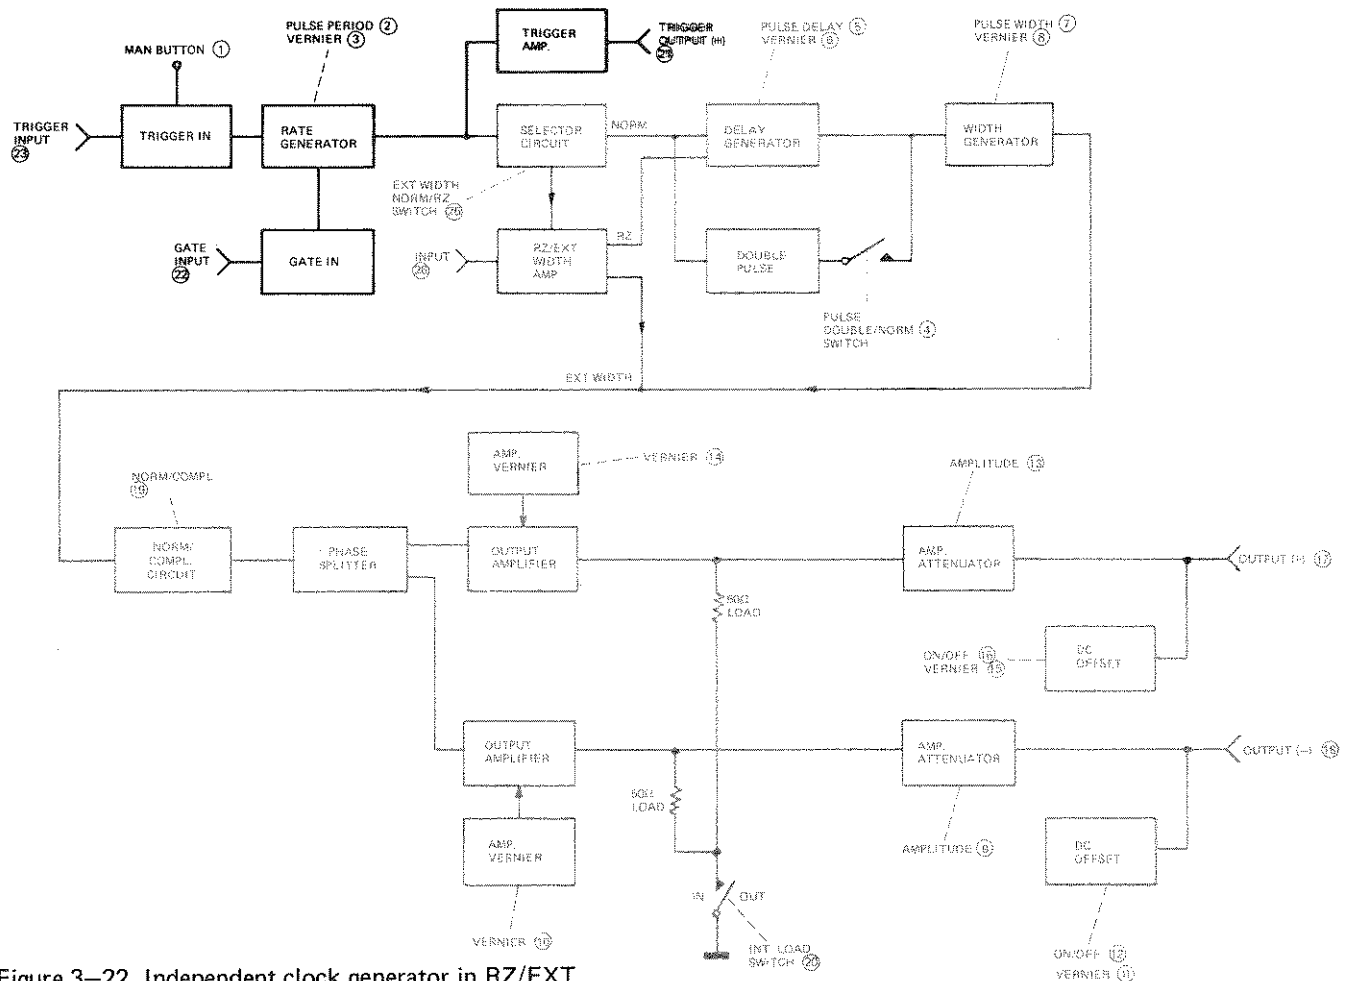 PULSE PERIOD ②
VERNIER ③
MAN BUTTON ①
TRIGGER
AMP.
TRIGGER
OUTPUT (+)
PULSE DELAY ⑤
VERNIER ⑥
PULSE WIDTH ⑦
VERNIER ⑧
TRIGGER
INPUT
㉓
TRIGGER IN
RATE
GENERATOR
SELECTOR
CIRCUIT
NORM
DELAY
GENERATOR
WIDTH
GENERATOR
EXT WIDTH
NORM/RZ
SWITCH
GATE
INPUT
㉒
GATE IN
INPUT
RZ/EXT
WIDTH
AMP
RZ
DOUBLE
PULSE
PULSE
DOUBLE/NORM ④
SWITCH
EXT WIDTH
AMP.
VERNIER
VERNIER ⑭
AMPLITUDE ⑬
NORM/COMPL
⑲
NORM/
COMPL.
CIRCUIT
PHASE
SPLITTER
OUTPUT
AMPLIFIER
AMP.
ATTENUATOR
OUTPUT (+) ⑰
50Ω
LOAD
ON/OFF ⑯
VERNIER ⑮
DC
OFFSET
OUTPUT
AMPLIFIER
AMP.
ATTENUATOR
OUTPUT (–) ⑱
50Ω
LOAD
AMP.
VERNIER
AMPLITUDE ⑨
DC
OFFSET
IN OUT
VERNIER ⑩
INT LOAD
SWITCH ⑳
ON/OFF ⑫
VERNIER ⑪
Figure 3–22. Independent clock generator in RZ/EXT